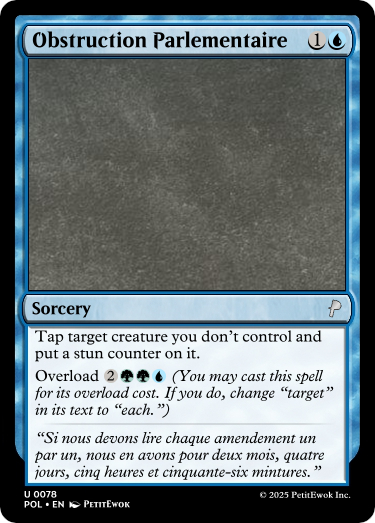 Obstruction Parlementaire 1
Sorcery
Tap target creature you don't control and
put a stun counter on it.
Overload 2 (You may cast this spell
for its overload cost. If you do, change "target"
in its text to "each.")
"Si nous devons lire chaque amendement un
par un, nous en avons pour deux mois, quatre
jours, cinq heures et cinquante-six mintures."
U 0078
POL • EN PetitEwok
© 2025 PetitEwok Inc.